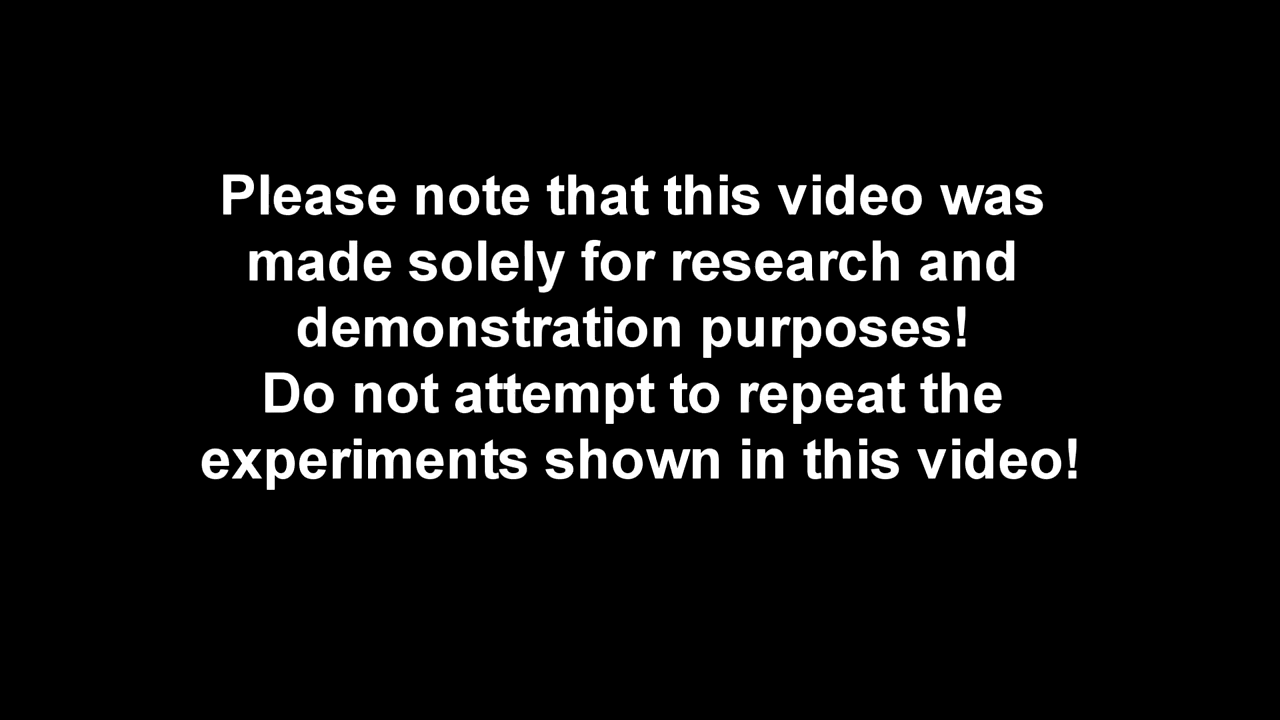 Please note that this video was
made solely for research and
demonstration purposes!
Do not attempt to repeat the
experiments shown in this video!